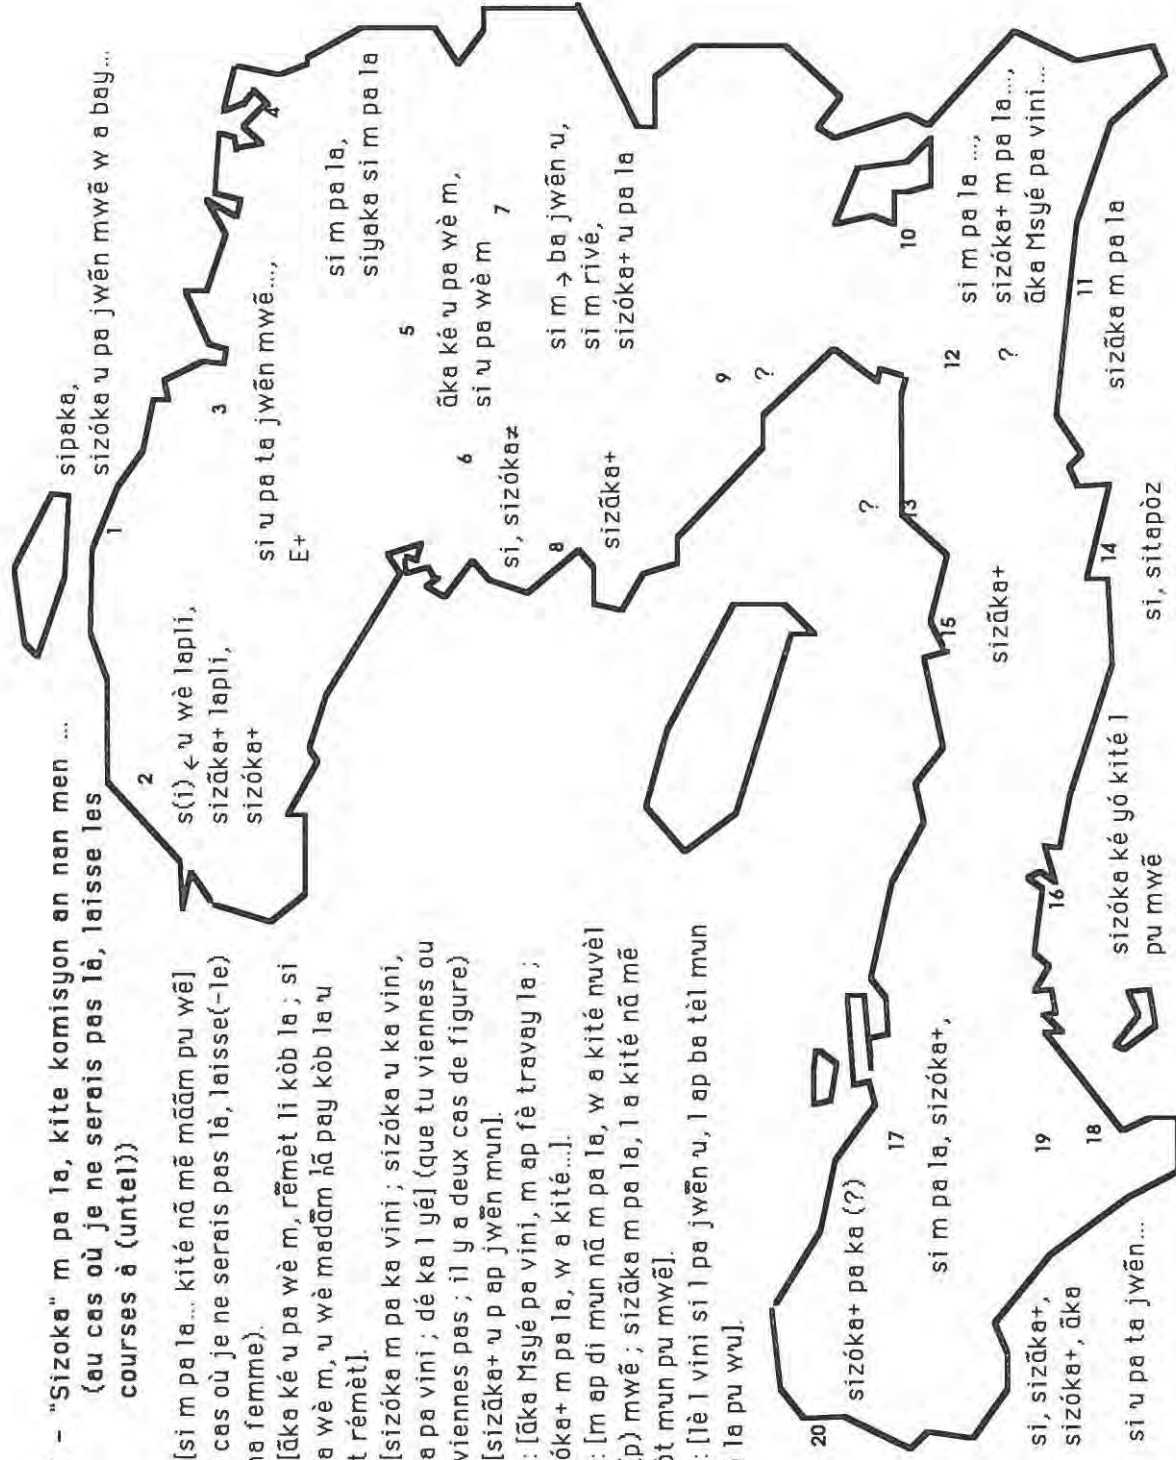 - "Sizoka" m pa la, kite komisyon an nan men ...
(au cas où je ne serais pas là, laisse les
courses à (untel))
[si m pa la... kité nã mẽ mããm pu wẽ]
cas où je ne serais pas là, laisse(-le)
na femme).
[ãka ké u pa wè m, rẽmèt li kòb la ; si
a wè m, u wè madãm lã pay kòb la u
t rémèt].
[sizóka m pa ka vini ; sizóka u ka vini,
a pa vini ; dé ka l yé] (que tu viennes ou
viennes pas ; il y a deux cas de figure)
[sizãka+ u p ap jwẽn mun].
: [ãka Msyé pa vini, m ap fè travay la ;
óka+ m pa la, w a kité...].
: [m ap di mun nã m pa la, w a kité nuvèl
(p) mwẽ ; sizãka m pa la, l a kité nã mẽ
òt mun pu mwẽ].
: [lè l vini si l pa jwẽn u, l ap ba tèl mun
la pu wu].
sipaka,
sizóka u pa jwẽn mwẽ w a bay...
1
2
s(i) ← u wè lapli,
sizãka+ lapli,
sizóka+
3
si u pa ta jwẽn mwẽ...,
E+
4
si m pa la,
siyaka si m pa la
5
ãka ké u pa wè m,
si u pa wè m
6
si, sizóka≠
7
si m → ba jwẽn u,
si m rivé,
sizóka+ u pa la
8
sizãka+
9
?
10
si m pa la ...,
sizóka+ m pa la...,
ãka Msyé pa vini...
11
sizãka m pa la
12
?
?
13
14
si, sitapòz
15
sizãka+
16
sizóka ké yó kité l
pu mwẽ
17
si m pa la, sizóka+,
18
19
sizóka+ pa ka (?)
20
si, sizãka+,
sizóka+, ãka
si u pa ta jwẽn...